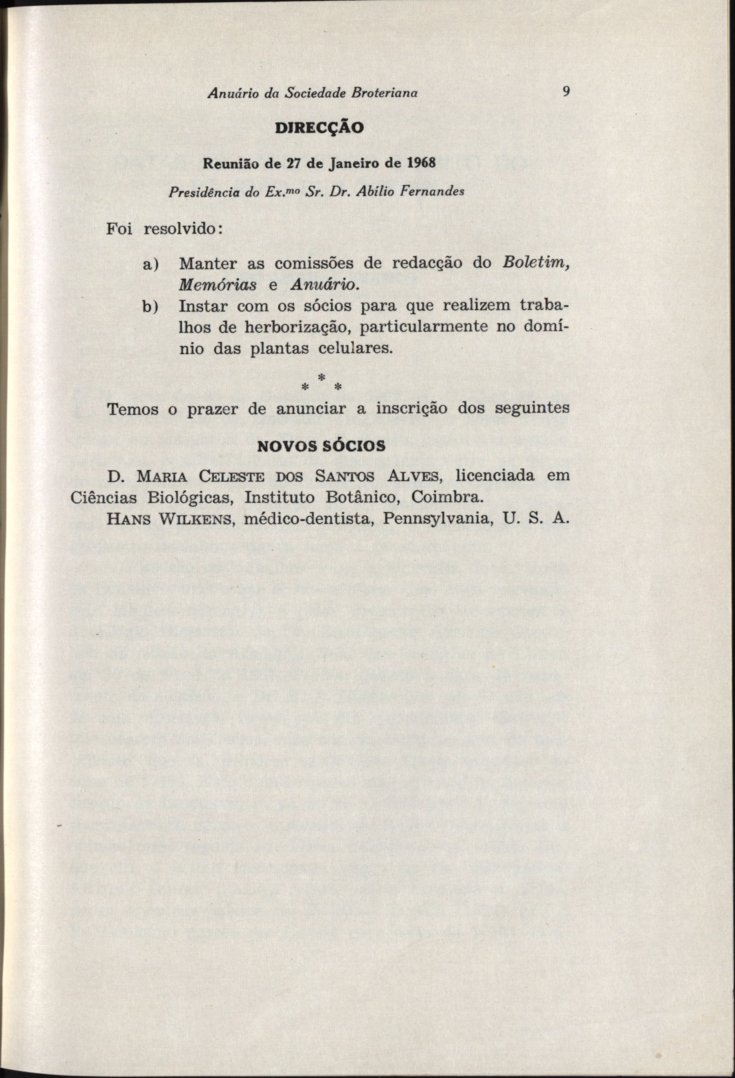 Anuário da Sociedade Broteriana 9
DIRECÇÃO
Reunião de 27 de Janeiro de 1968
Presidência do Ex.mo Sr. Dr. Abílio Fernandes
Foi resolvido:
a) Manter as comissões de redacção do Boletim,
Memórias e Anuário.
b) Instar com os sócios para que realizem traba-
lhos de herborização, particularmente no domí-
nio das plantas celulares.
* * *
Temos o prazer de anunciar a inscrição dos seguintes
NOVOS SÓCIOS
D. MARIA CELESTE DOS SANTOS ALVES, licenciada em
Ciências Biológicas, Instituto Botânico, Coimbra.
HANS WILKENS, médico-dentista, Pennsylvania, U. S. A.